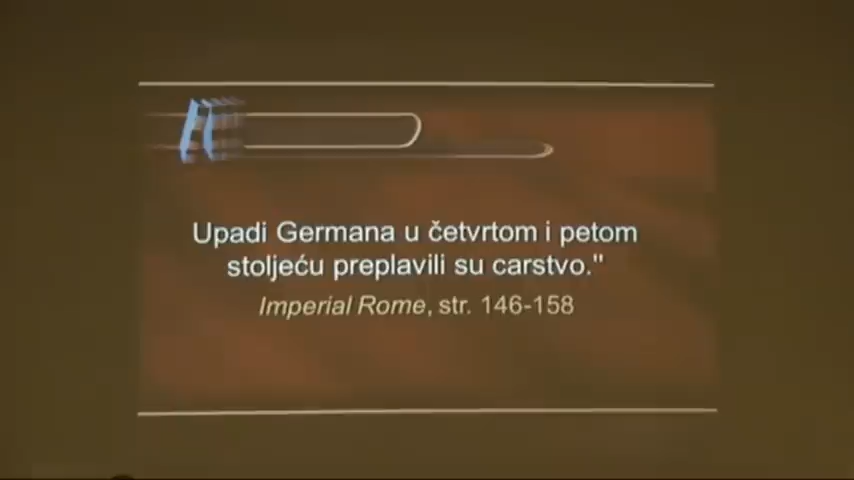 Upadi Germana u četvrtom i petom
stoljeću preplavili su carstvo."
Imperial Rome, str. 146-158